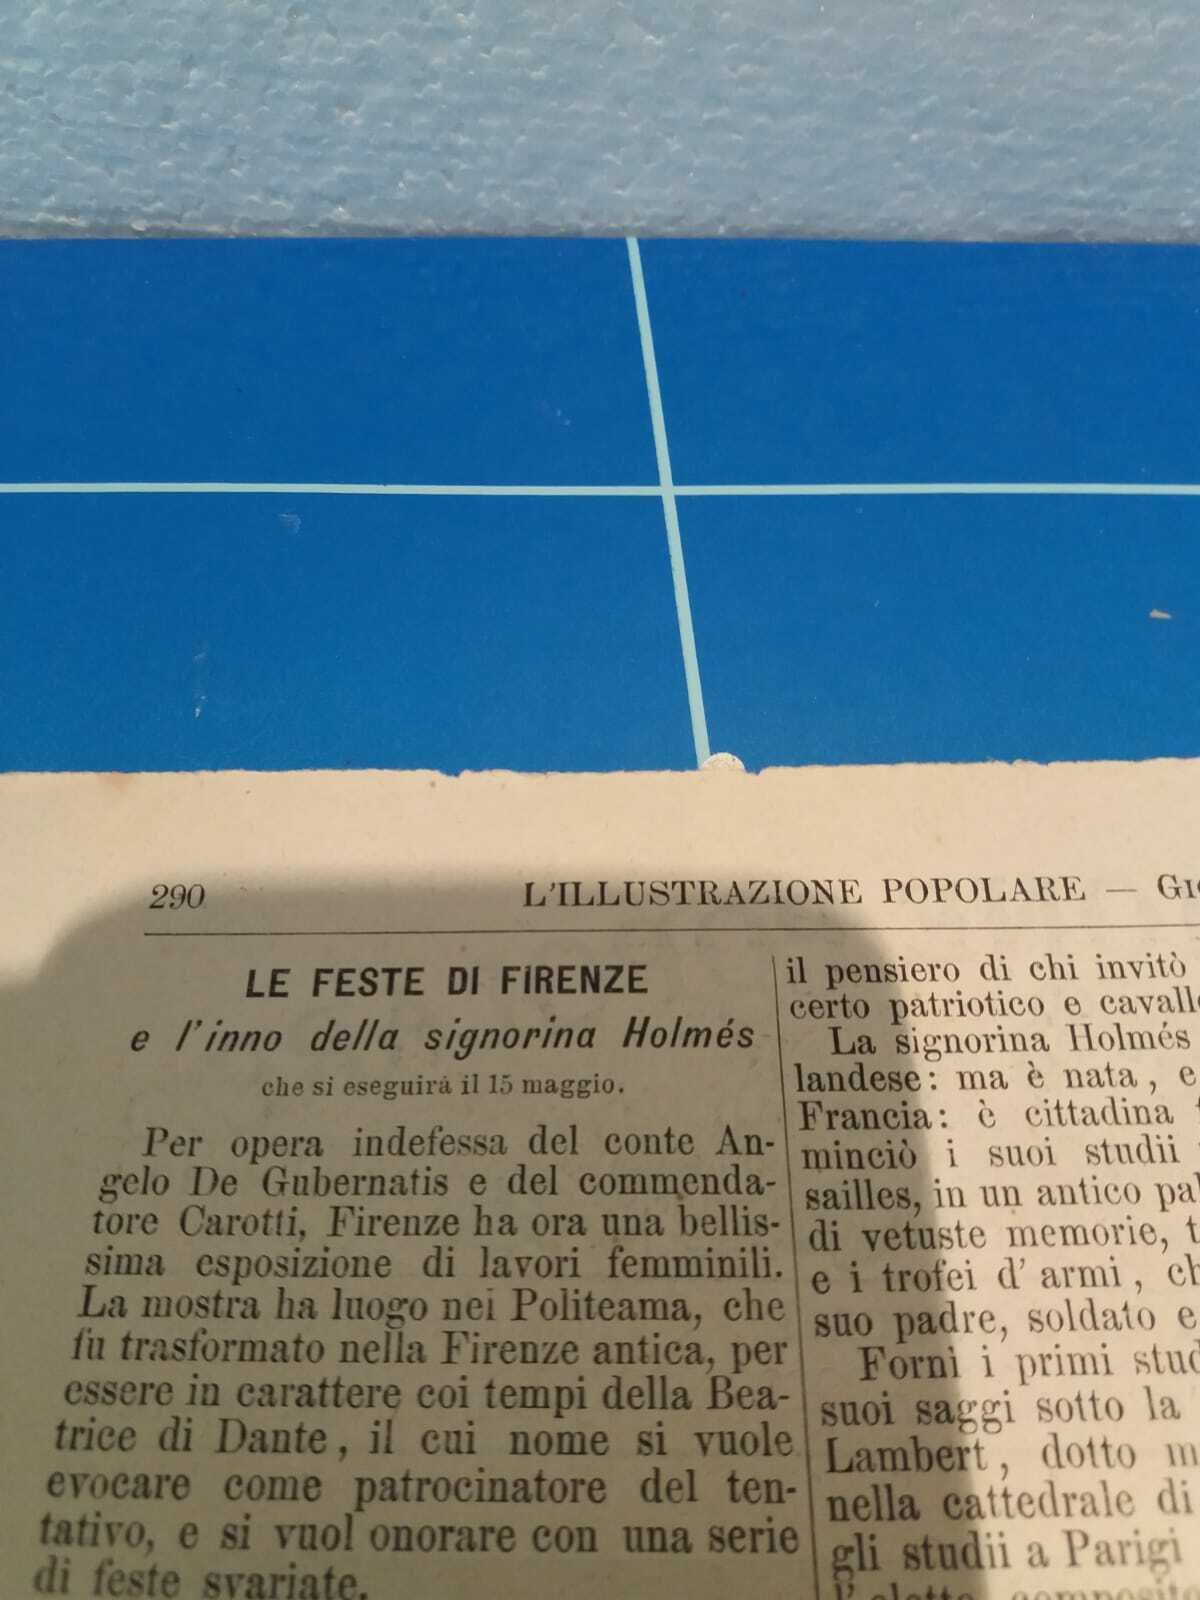 290
L'ILLUSTRAZIONE POPOLARE —
LE FESTE DI FIRENZE
e l'inno della signorina Holmés
che si eseguirà il 15 maggio.
Per opera indefessa del conte An-
gelo De Gubernatis e del commenda-
tore Carotti, Firenze ha ora una bellis-
sima esposizione di lavori femminili.
La mostra ha luogo nel Politeama, che
fu trasformato nella Firenze antica, per
essere in carattere coi tempi della Bea-
trice di Dante, il cui nome si vuole
evocare come patrocinatore del ten-
tativo, e si vuol onorare con una serie
di feste svariate.
il pensiero di chi invitò
certo patriotico e
La signorina Holmés
landese: ma è nata, e
Francia: è cittadina
minciò i suoi studii
sailles, in un antico
di vetuste memorie,
e i trofei d'armi,
suo padre, soldato e
Fornì i primi
suoi saggi sotto la
Lambert, dotto
nella cattedrale di
gli studii a Parigi